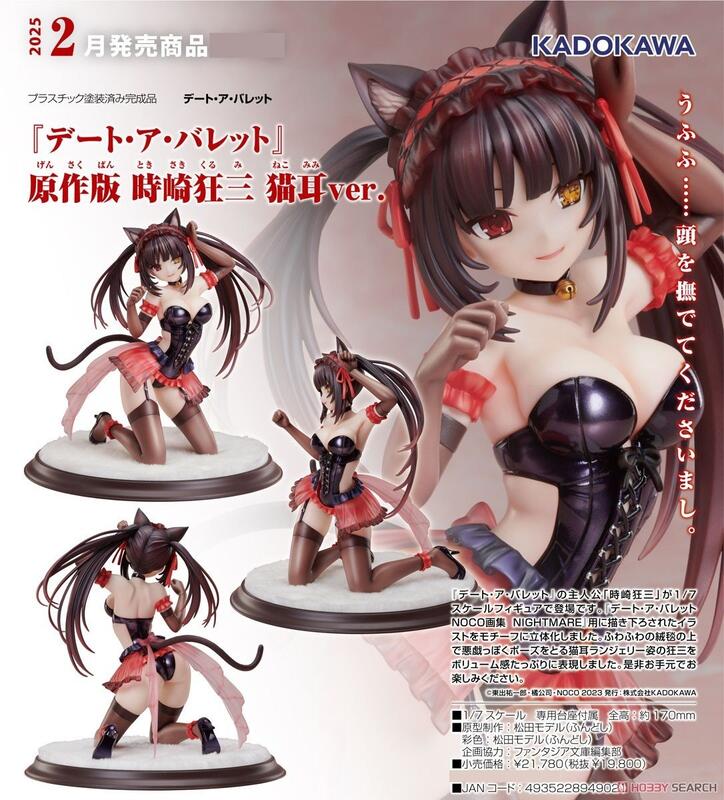 2025 2月発売商品
KADOKAWA
プラスチック塗装済み完成品 デート・ア・バレット
『デート・ア・バレット』
げんさくばん ときさきくるみ ねこみみ
原作版 時崎狂三 猫耳ver.
うふふ……頭を撫でてくださいまし。
『デート・ア・バレット』の主人公「時崎狂三」が1/7
スケールフィギュアで登場です。『デート・ア・バレット
NOCO画集 NIGHTMARE』用に描き下ろされたイラ
ストをモチーフに立体化しました。ふわふわの絨毯の上
で悪戯っぽくポーズをとる猫耳ランジェリー姿の狂三を
ボリューム感たっぷりに表現しました。是非お手元でお
楽しみください。
©東出祐一郎・橘公司・NOCO 2023 発行：株式会社KADOKAWA
■1/7スケール 専用台座付属 全高：約170mm
■原型制作：松田モデル(ふんどし)
彩色：松田モデル(ふんどし)
企画協力：ファンタジア文庫編集部
■小売価格：¥21,780(税抜¥19,800)
■JANコード：493522894902
HOBBY SEARCH